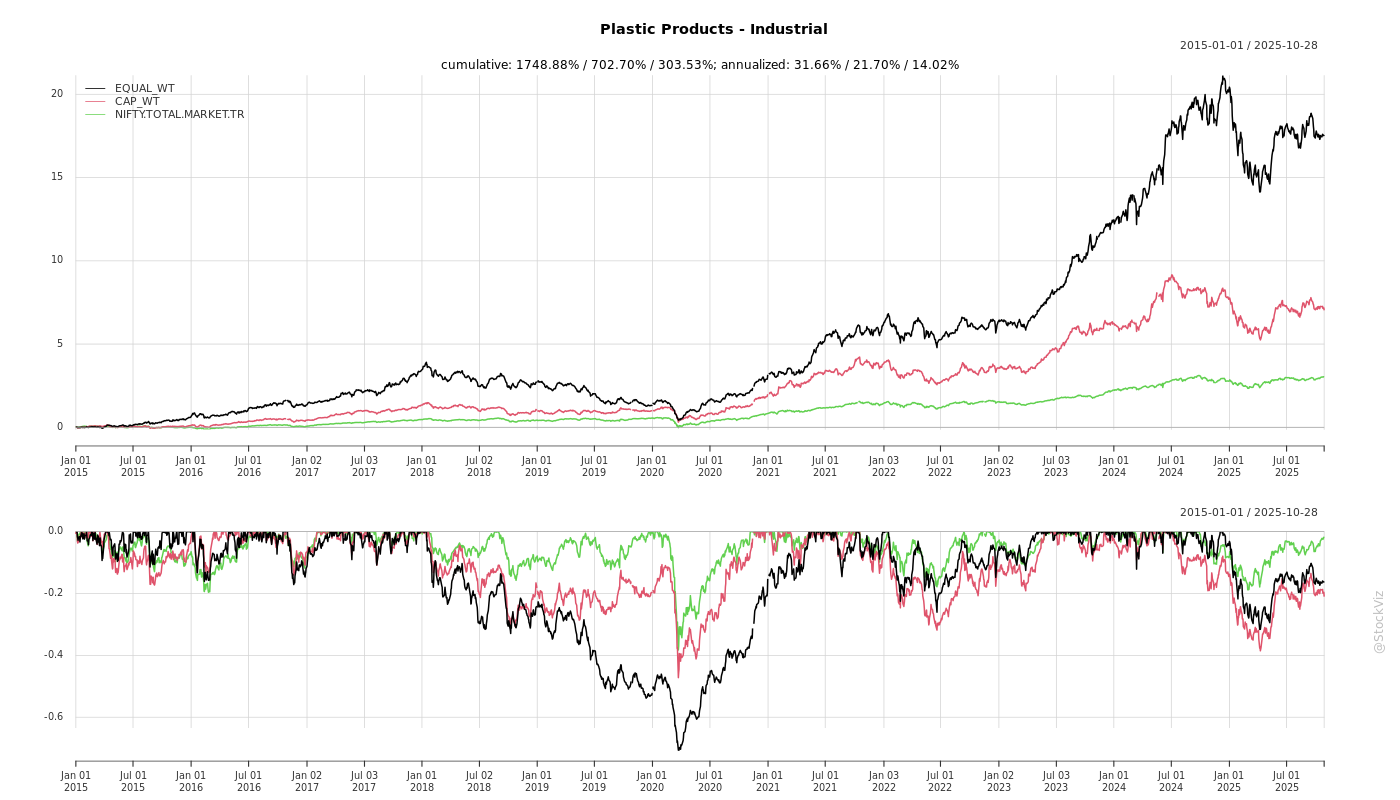 Plastic Products - Industrial
2015-01-01 / 2025-10-28
cumulative: 1748.88% / 702.70% / 303.53%; annualized: 31.66% / 21.70% / 14.02%
EQUAL_WT
CAP_WT
NIFTY.TOTAL.MARKET.TR
20
15
10
5
0
Jan 01 Jul 01 Jan 01 Jul 01 Jan 02 Jul 03 Jan 01 Jul 02 Jan 01 Jul 01 Jan 01 Jul 01 Jan 01 Jul 01 Jan 03 Jul 01 Jan 02 Jul 03 Jan 01 Jul 01 Jan 01 Jul 01
2015 2015 2016 2016 2017 2017 2018 2018 2019 2019 2020 2020 2021 2021 2022 2022 2023 2023 2024 2024 2025 2025
2015-01-01 / 2025-10-28
0.0
-0.2
-0.4
-0.6
Jan 01 Jul 01 Jan 01 Jul 01 Jan 02 Jul 03 Jan 01 Jul 02 Jan 01 Jul 01 Jan 01 Jul 01 Jan 01 Jul 01 Jan 03 Jul 01 Jan 02 Jul 03 Jan 01 Jul 01 Jan 01 Jul 01
2015 2015 2016 2016 2017 2017 2018 2018 2019 2019 2020 2020 2021 2021 2022 2022 2023 2023 2024 2024 2025 2025
@StockViz